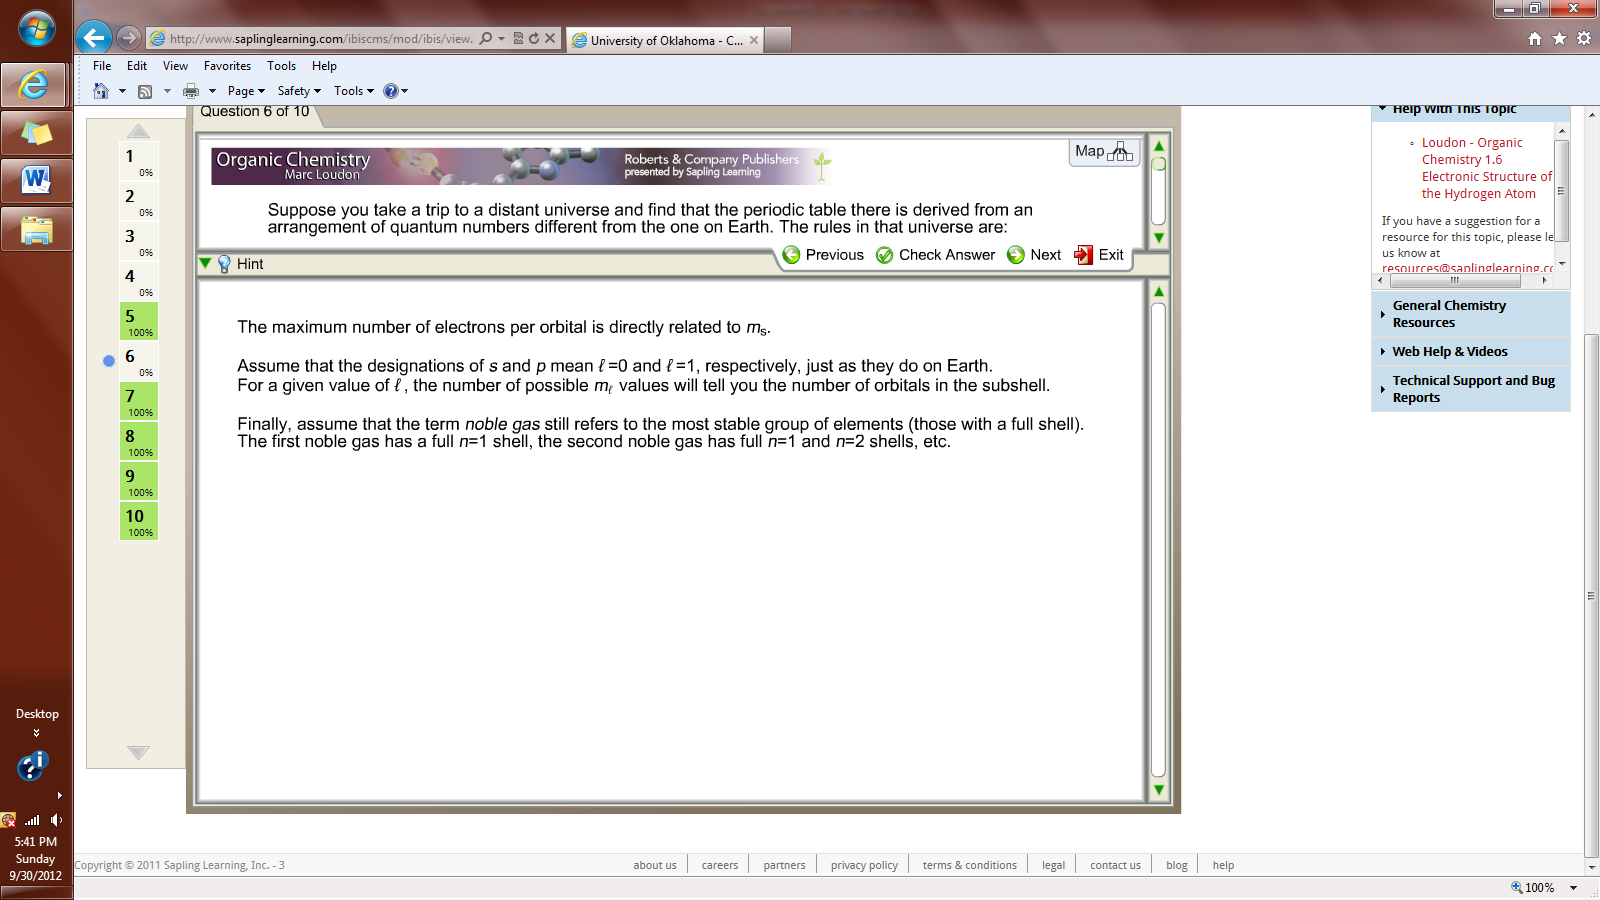 http://www.saplinglearning.com/ibiscms/mod/ibis/view.
University of Oklahoma - C...
File Edit View Favorites Tools Help
Page Safety Tools
Question 6 of 10
1
0%
2
0%
3
0%
4
0%
5
100%
6
0%
7
100%
8
100%
9
100%
10
100%
Organic Chemistry
Marc Loudon
Roberts & Company Publishers
presented by Sapling Learning
Map
Suppose you take a trip to a distant universe and find that the periodic table there is derived from an
arrangement of quantum numbers different from the one on Earth. The rules in that universe are:
Previous Check Answer Next Exit
Hint
The maximum number of electrons per orbital is directly related to ms.
Assume that the designations of s and p mean ℓ=0 and ℓ=1, respectively, just as they do on Earth.
For a given value of ℓ, the number of possible mℓ values will tell you the number of orbitals in the subshell.
Finally, assume that the term noble gas still refers to the most stable group of elements (those with a full shell).
The first noble gas has a full n=1 shell, the second noble gas has full n=1 and n=2 shells, etc.
Help With This Topic
Loudon - Organic
Chemistry 1.6
Electronic Structure of
the Hydrogen Atom
If you have a suggestion for a
resource for this topic, please le
us know at
resources@saplinglearning.co
General Chemistry
Resources
Web Help & Videos
Technical Support and Bug
Reports
Desktop
5:41 PM
Sunday
9/30/2012
Copyright © 2011 Sapling Learning, Inc. - 3
about us careers partners privacy policy terms & conditions legal contact us blog help
100%